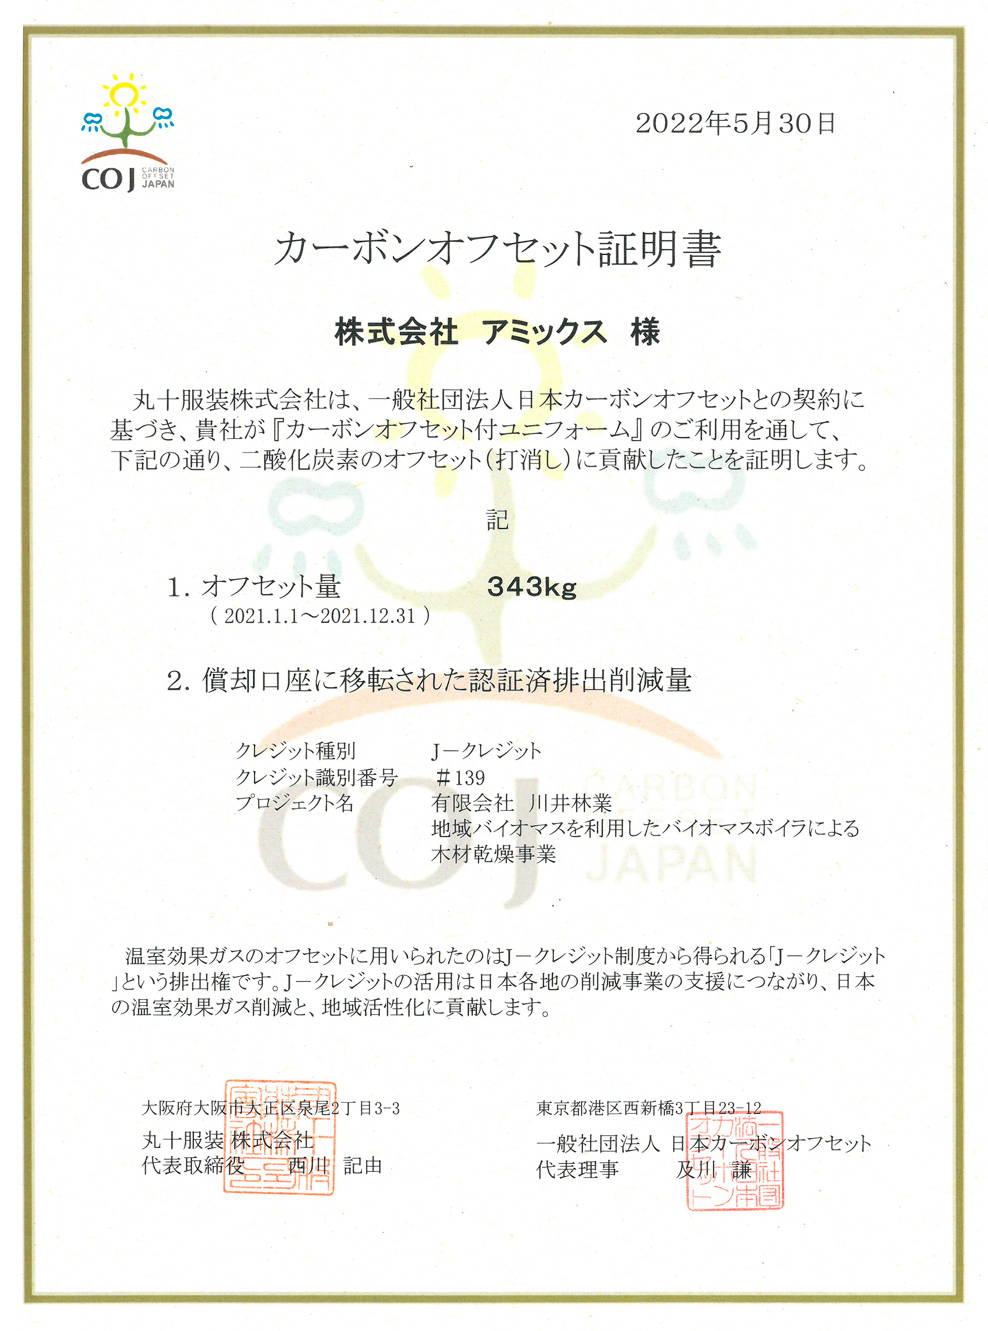 COJ CARBON OFFSET JAPAN
2022年5月30日
カーボンオフセット証明書
株式会社 アミックス 様
丸十服装株式会社は、一般社団法人日本カーボンオフセットとの契約に
基づき、貴社が『カーボンオフセット付ユニフォーム』のご利用を通して、
下記の通り、二酸化炭素のオフセット（打消し）に貢献したことを証明します。
記
1. オフセット量 343kg
（ 2021.1.1～2021.12.31 ）
2. 償却口座に移転された認証済排出削減量
クレジット種別 J－クレジット
クレジット識別番号 ＃139
プロジェクト名 有限会社 川井林業
地域バイオマスを利用したバイオマスボイラによる
木材乾燥事業
温室効果ガスのオフセットに用いられたのはJ－クレジット制度から得られる「J－クレジット
」という排出権です。J－クレジットの活用は日本各地の削減事業の支援につながり、日本
の温室効果ガス削減と、地域活性化に貢献します。
大阪府大阪市大正区泉尾2丁目3-3
丸十服装 株式会社
代表取締役 西川 記由
東京都港区西新橋3丁目23-12
一般社団法人 日本カーボンオフセット
代表理事 及川 謙
COJ CARBON OFFSET JAPAN